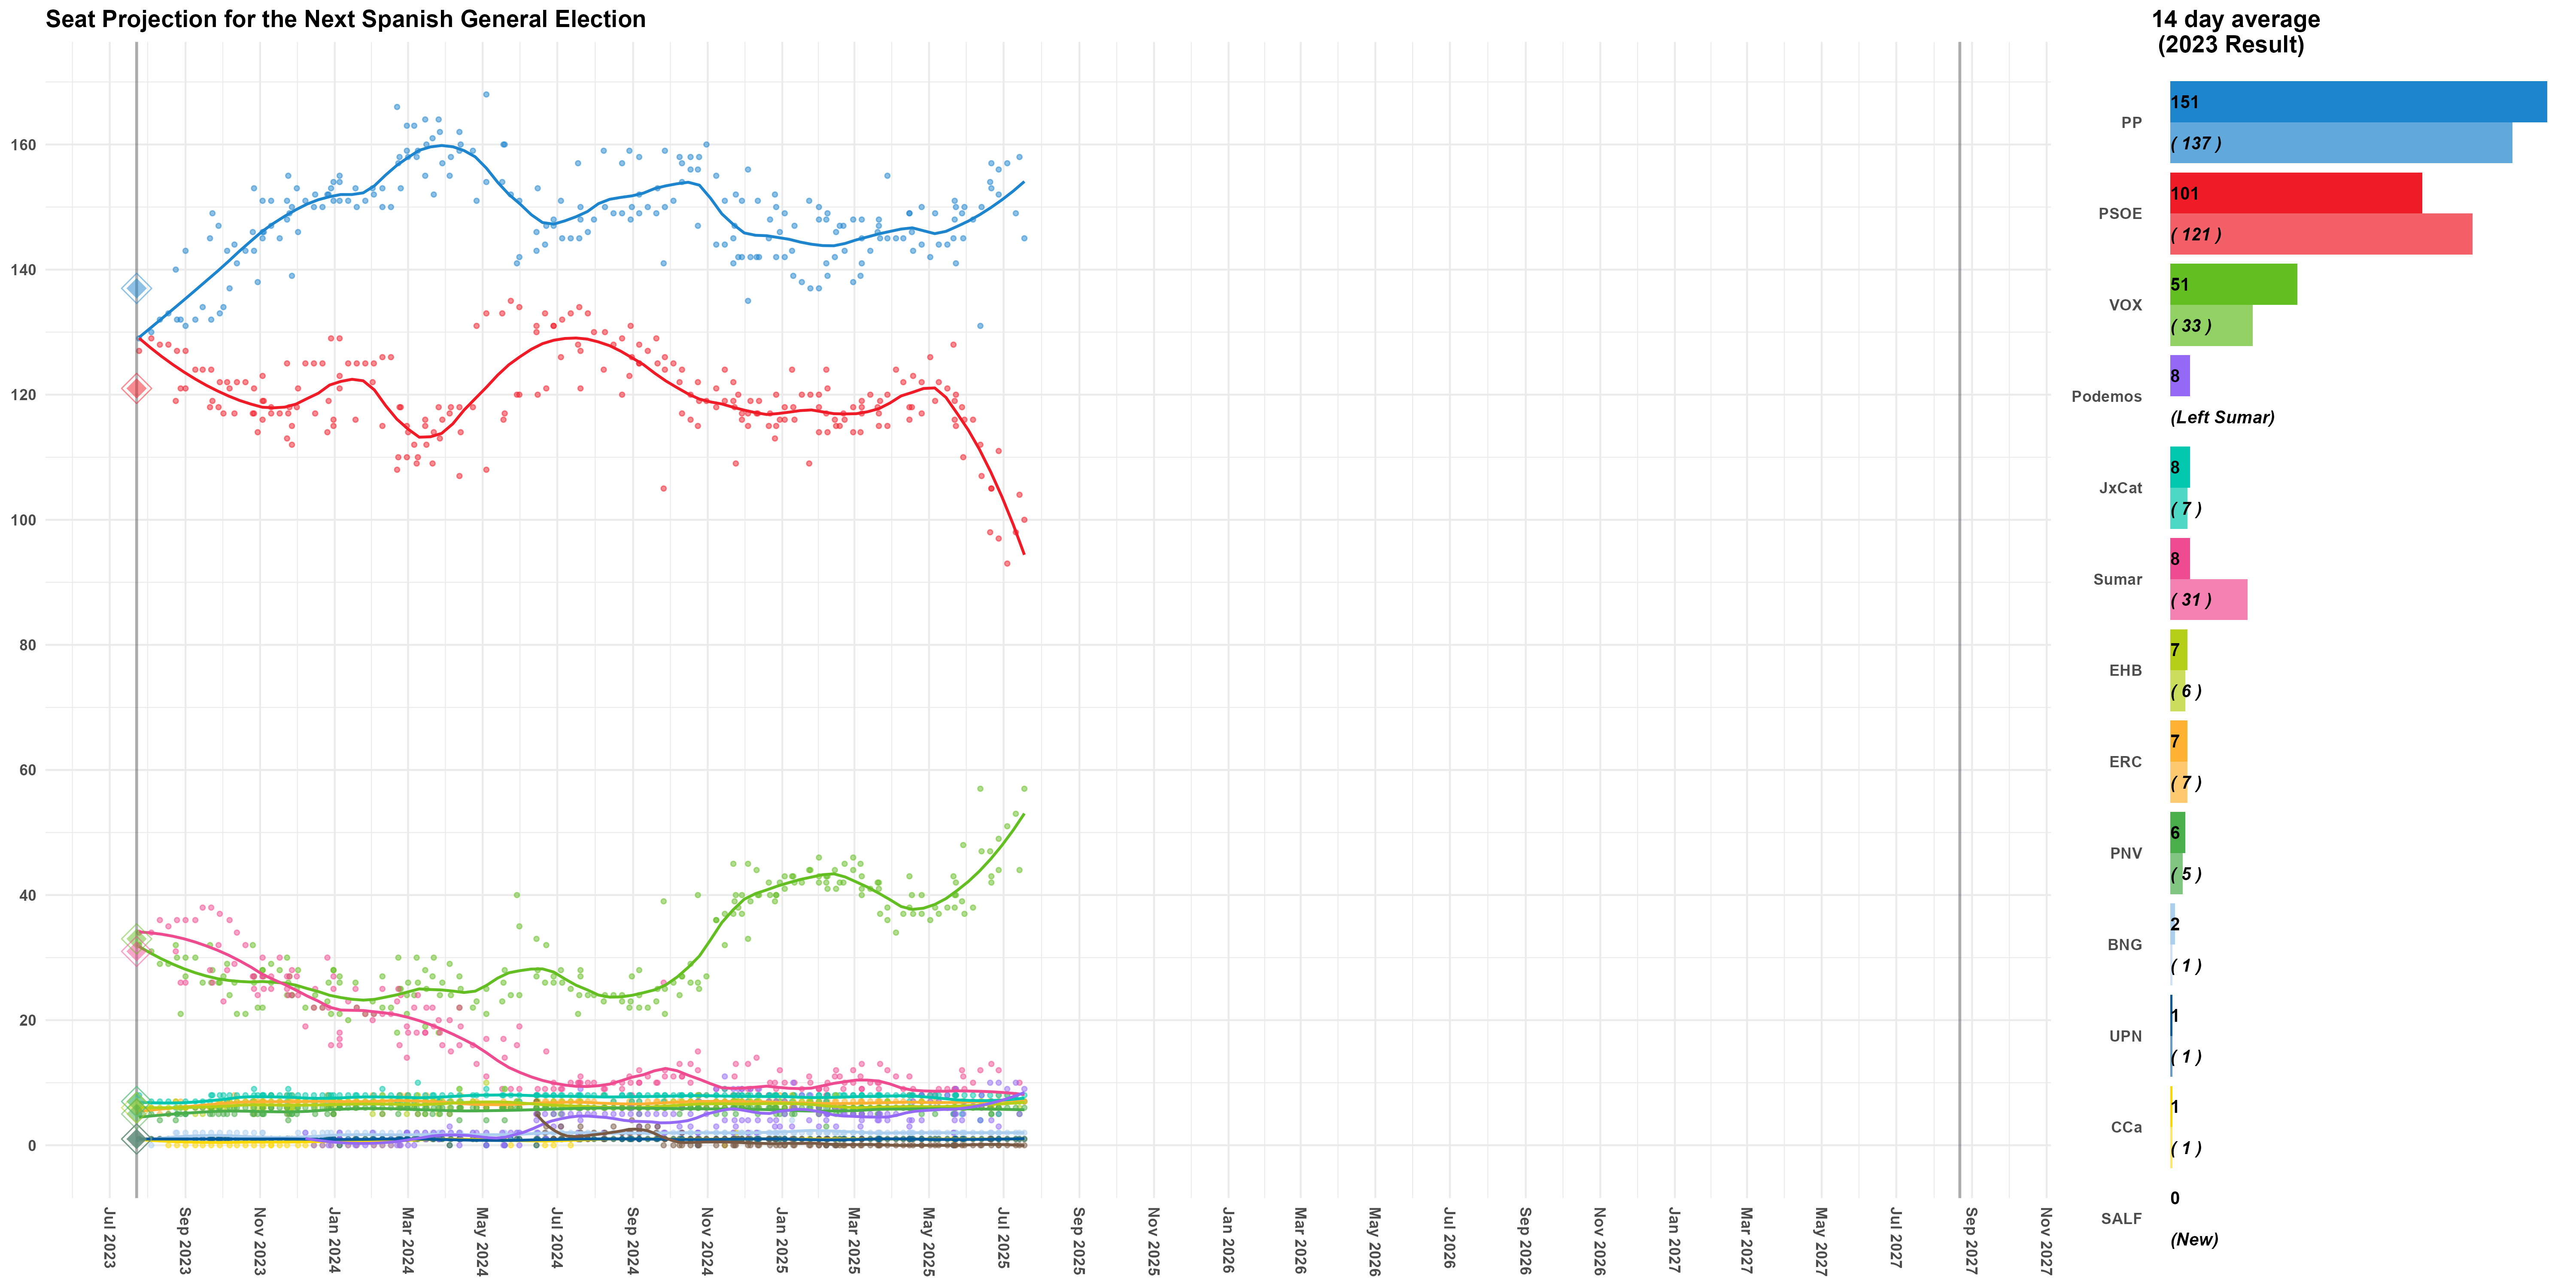 Seat Projection for the Next Spanish General Election
14 day average
(2023 Result)
160
140
120
100
80
60
40
20
0
Jul 2023
Sep 2023
Nov 2023
Jan 2024
Mar 2024
May 2024
Jul 2024
Sep 2024
Nov 2024
Jan 2025
Mar 2025
May 2025
Jul 2025
Sep 2025
Nov 2025
Jan 2026
Mar 2026
May 2026
Jul 2026
Sep 2026
Nov 2026
Jan 2027
Mar 2027
May 2027
Jul 2027
Sep 2027
Nov 2027
PP
151
( 137 )
PSOE
101
( 121 )
VOX
51
( 33 )
Podemos
8
(Left Sumar)
JxCat
8
( 7 )
Sumar
8
( 31 )
EHB
7
( 6 )
ERC
7
( 7 )
PNV
6
( 5 )
BNG
2
( 1 )
UPN
1
( 1 )
CCa
1
( 1 )
SALF
0
(New)